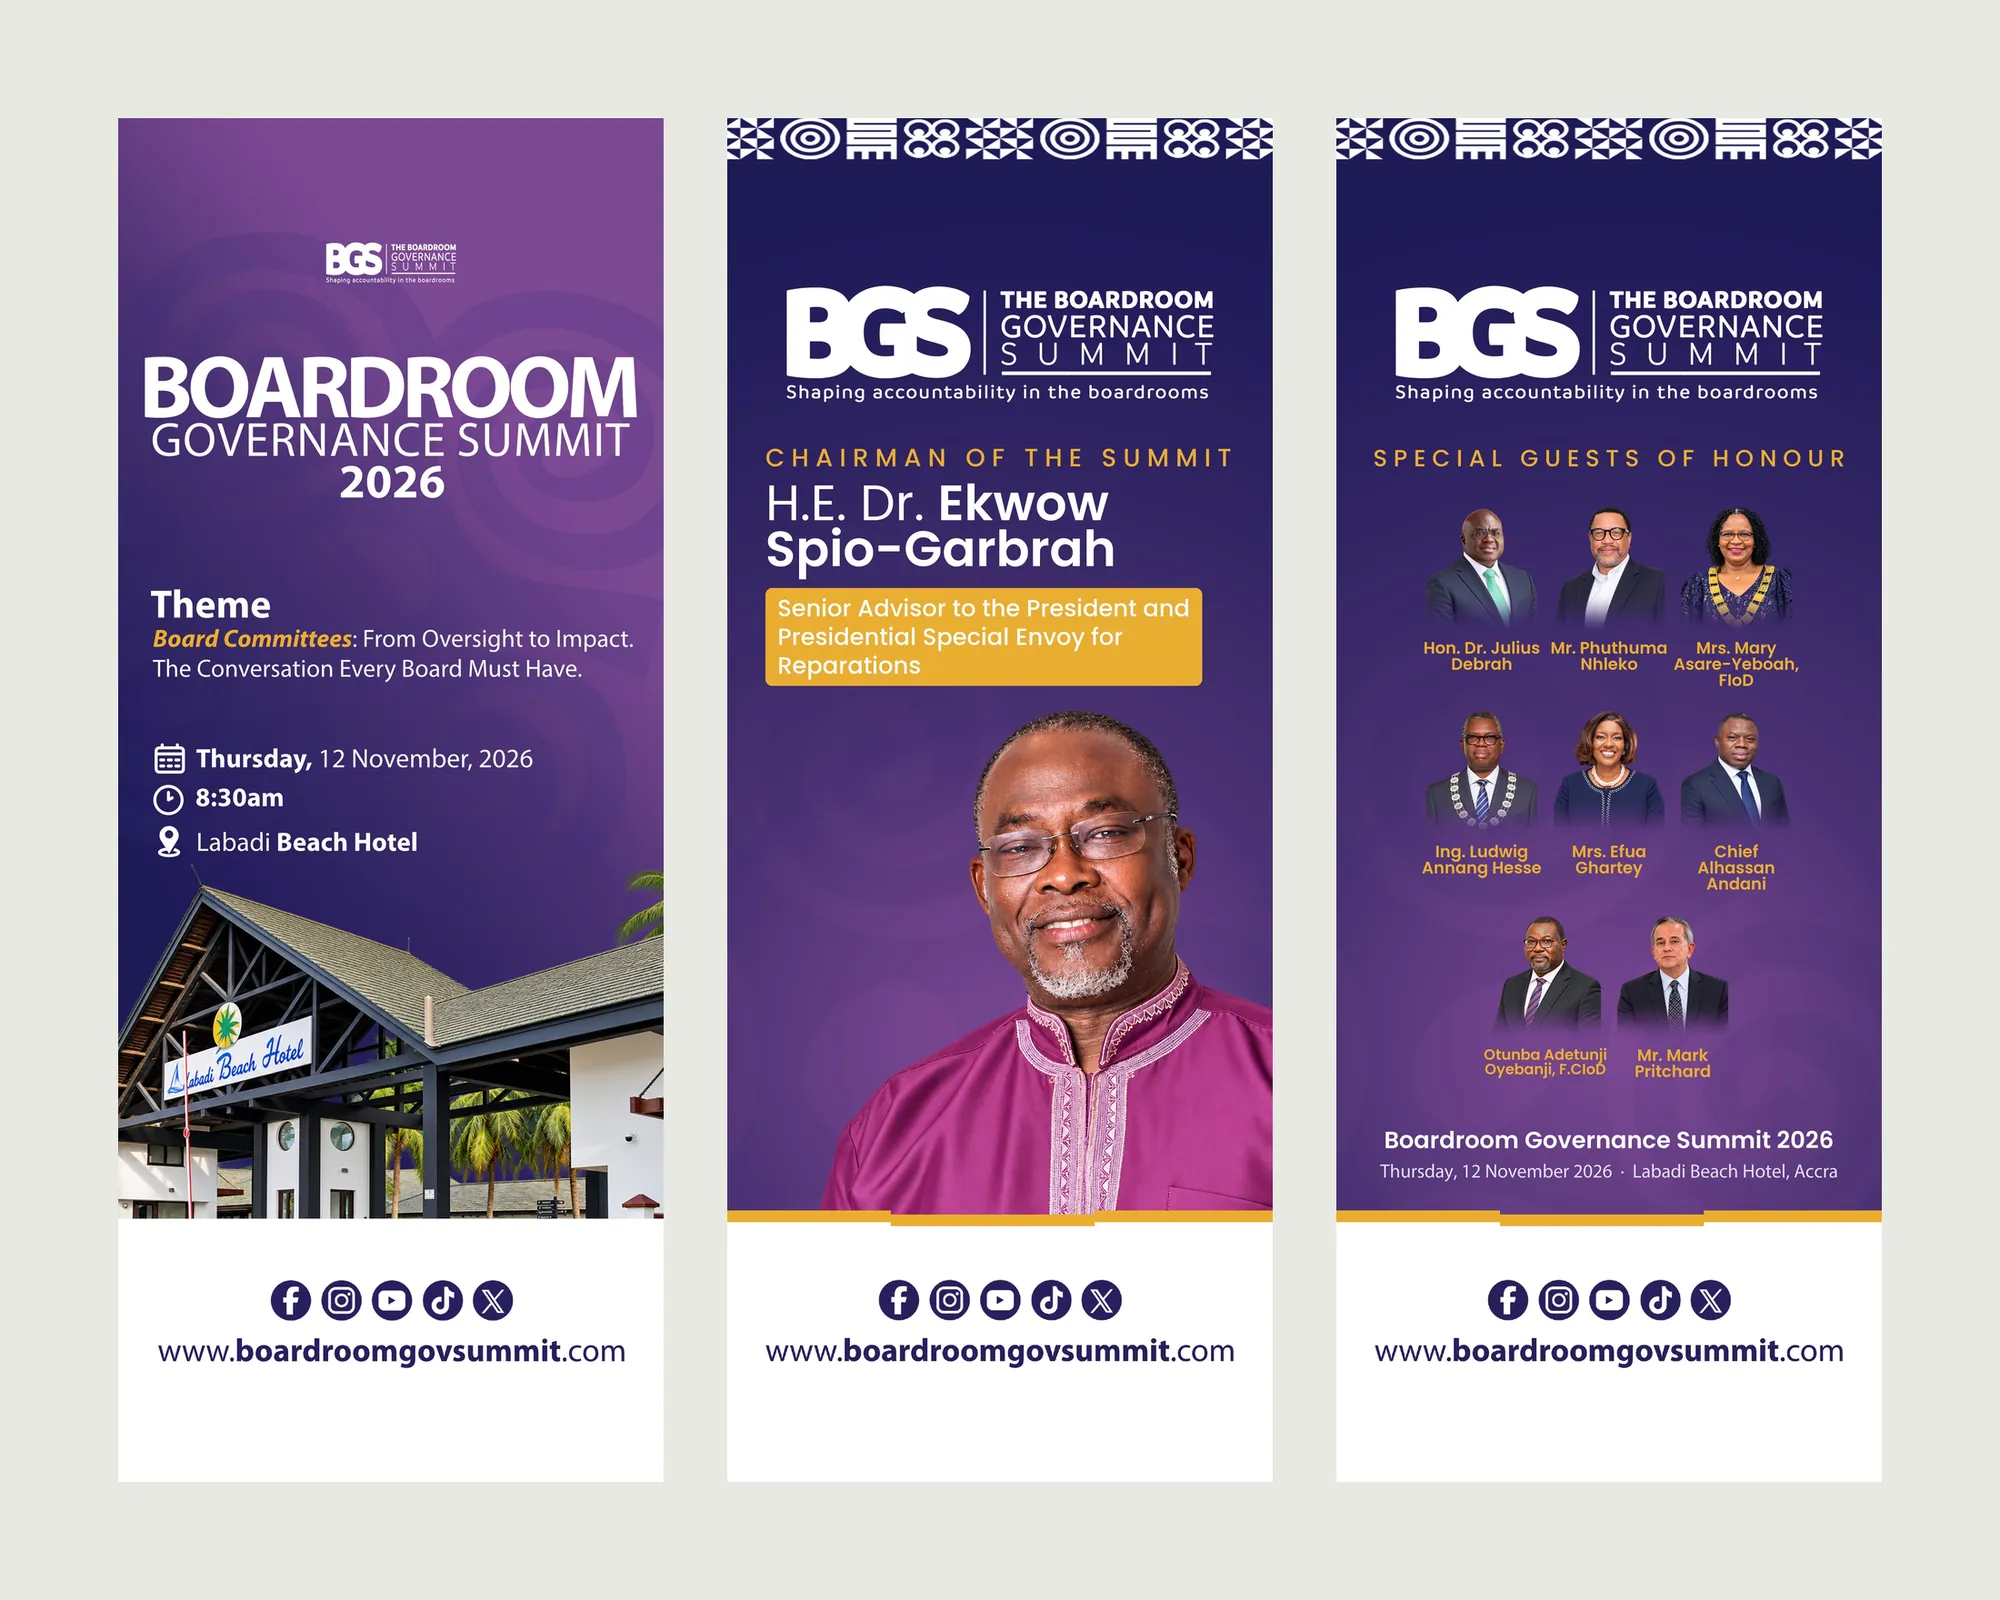 BGS
THE BOARDROOM
GOVERNANCE
SUMMIT
Shaping accountability in the boardrooms
BOARDROOM
GOVERNANCE SUMMIT
2026
Theme
Board Committees: From Oversight to Impact.
The Conversation Every Board Must Have.
Thursday, 12 November, 2026
8:30am
Labadi Beach Hotel
Labadi Beach Hotel
www.boardroomgovsummit.com
BGS
THE BOARDROOM
GOVERNANCE
SUMMIT
Shaping accountability in the boardrooms
CHAIRMAN OF THE SUMMIT
H.E. Dr. Ekwow
Spio-Garbrah
Senior Advisor to the President and
Presidential Special Envoy for
Reparations
www.boardroomgovsummit.com
BGS
THE BOARDROOM
GOVERNANCE
SUMMIT
Shaping accountability in the boardrooms
SPECIAL GUESTS OF HONOUR
Hon. Dr. Julius
Debrah
Mr. Phuthuma
Nhleko
Mrs. Mary
Asare-Yeboah,
FIoD
Ing. Ludwig
Annang Hesse
Mrs. Efua
Ghartey
Chief
Alhassan
Andani
Otunba Adetunji
Oyebanji, F.CIoD
Mr. Mark
Pritchard
Boardroom Governance Summit 2026
Thursday, 12 November 2026 · Labadi Beach Hotel, Accra
www.boardroomgovsummit.com